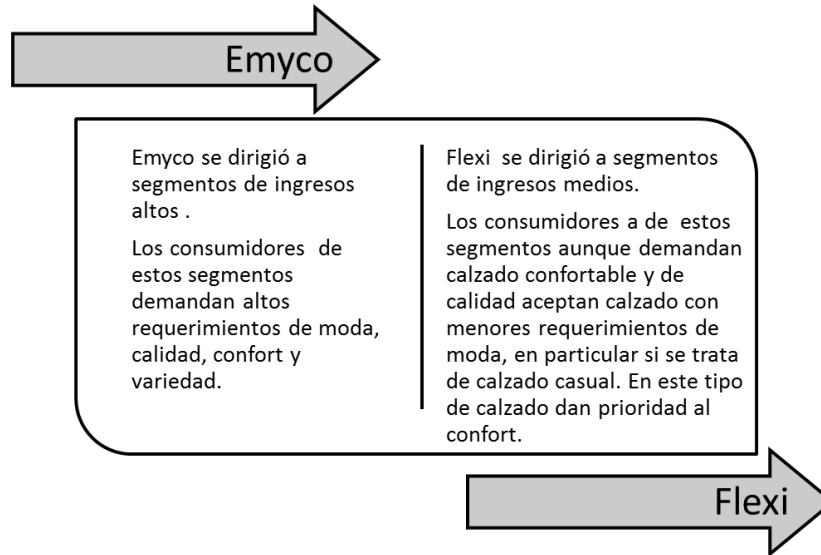 Emyco
Emyco se dirigió a
segmentos de ingresos
altos .
Los consumidores de
estos segmentos
demandan altos
requerimientos de moda,
calidad, confort y
variedad.
Flexi se dirigió a segmentos
de ingresos medios.
Los consumidores a de estos
segmentos aunque demandan
calzado confortable y de
calidad aceptan calzado con
menores requerimientos de
moda, en particular si se trata
de calzado casual. En este tipo
de calzado dan prioridad al
confort.
Flexi